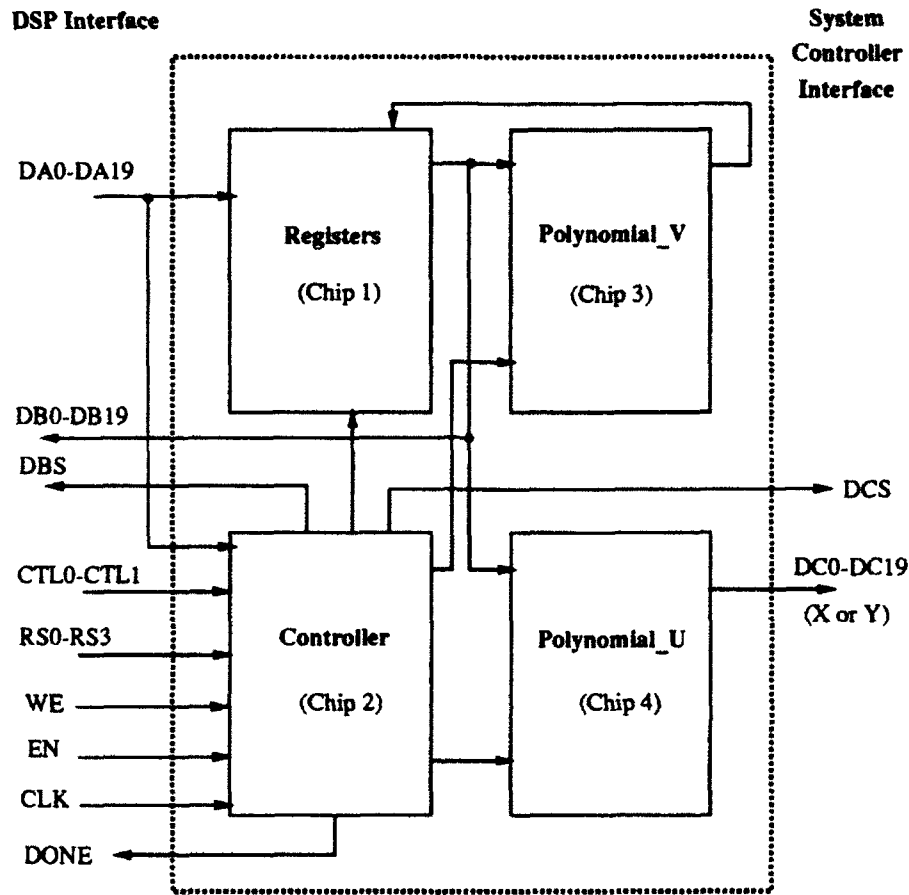 DSP Interface
System
Controller
Interface
DA0-DA19
Registers
(Chip 1)
Polynomial_V
(Chip 3)
DB0-DB19
DBS
DCS
CTL0-CTL1
RS0-RS3
WE
EN
CLK
DONE
Controller
(Chip 2)
Polynomial_U
(Chip 4)
DC0-DC19
(X or Y)